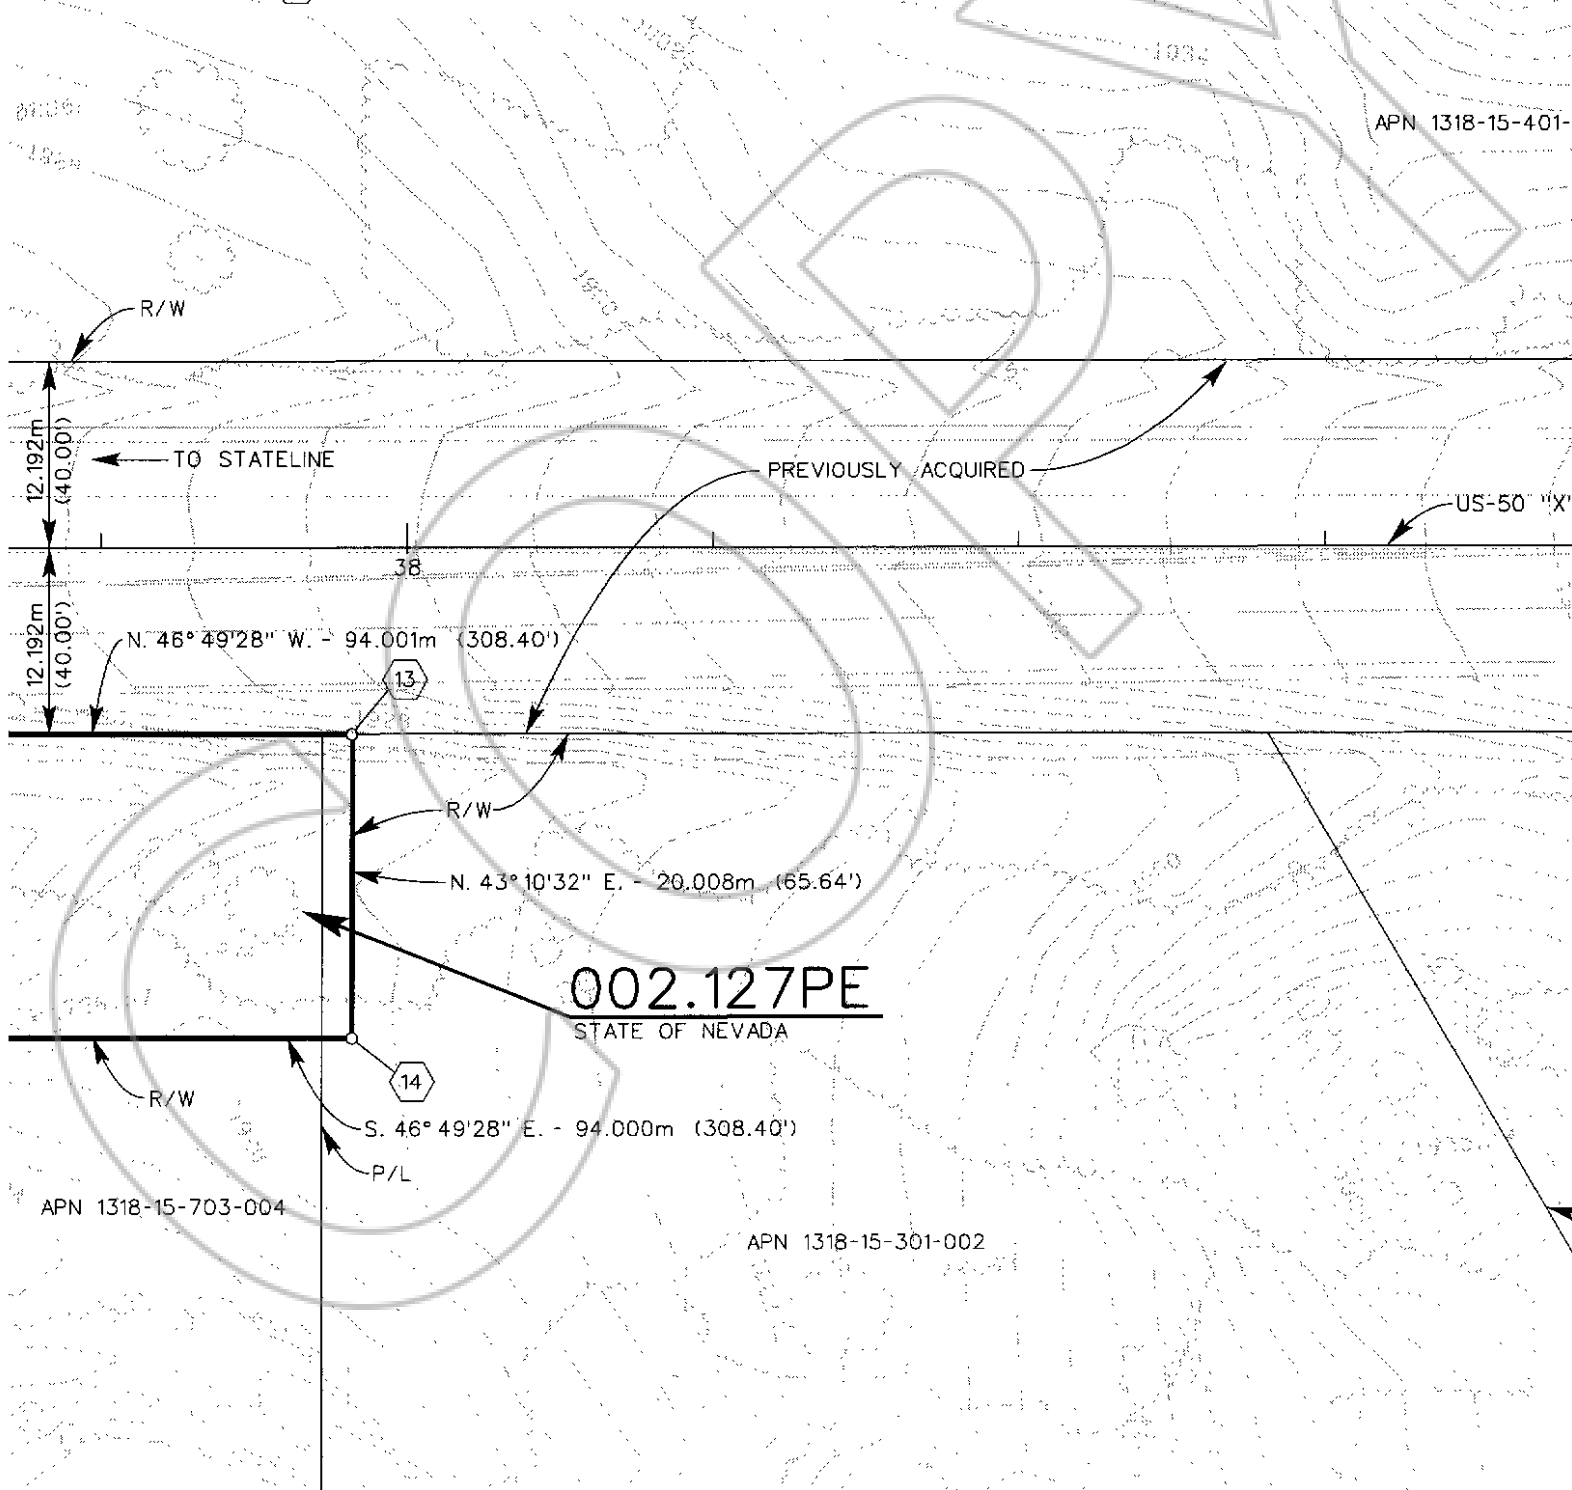 APN 1318-15-401-
R/W
12.192m
(40.00')
TO STATELINE
PREVIOUSLY ACQUIRED
US-50 "X"
38
12.192m
(40.00')
N. 46° 49'28" W. - 94.001m (308.40')
13
R/W
N. 43° 10'32" E. - 20.008m (65.64')
002.127PE
STATE OF NEVADA
14
R/W
S. 46° 49'28" E. - 94.000m (308.40')
P/L
APN 1318-15-703-004
APN 1318-15-301-002